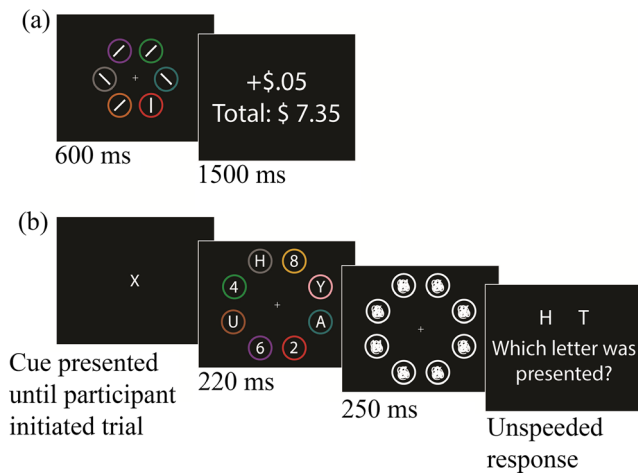 (a)
+$.05
Total: $ 7.35
600 ms
1500 ms
(b)
X
H 8
4 Y
U A
6 2
H T
Which letter was
presented?
Cue presented
until participant
initiated trial
220 ms
250 ms
Unspeeded
response